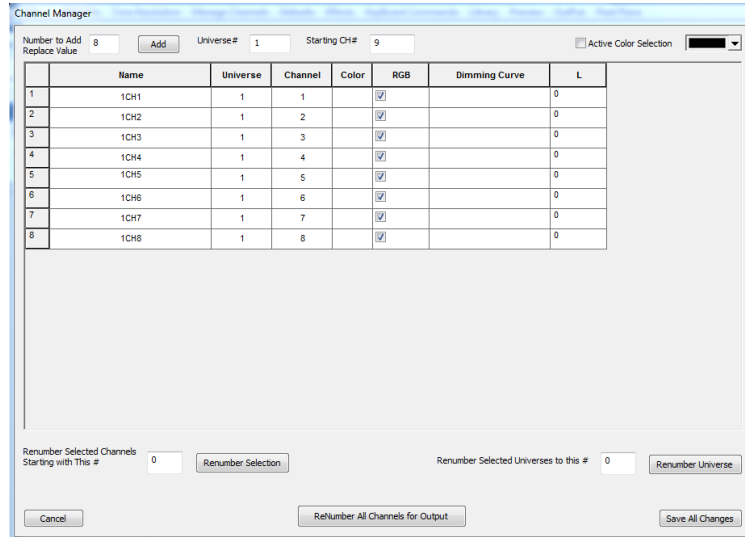 Channel Manager
Number to Add
Replace Value
8
Add
Universe#
1
Starting CH#
9
Active Color Selection
Name Universe Channel Color RGB Dimming Curve L
1 1CH1 1 1 0
2 1CH2 1 2 0
3 1CH3 1 3 0
4 1CH4 1 4 0
5 1CH5 1 5 0
6 1CH6 1 6 0
7 1CH7 1 7 0
8 1CH8 1 8 0
Renumber Selected Channels
Starting with This #
0
Renumber Selection
Renumber Selected Universes to this #
0
Renumber Universe
Cancel
ReNumber All Channels for Output
Save All Changes